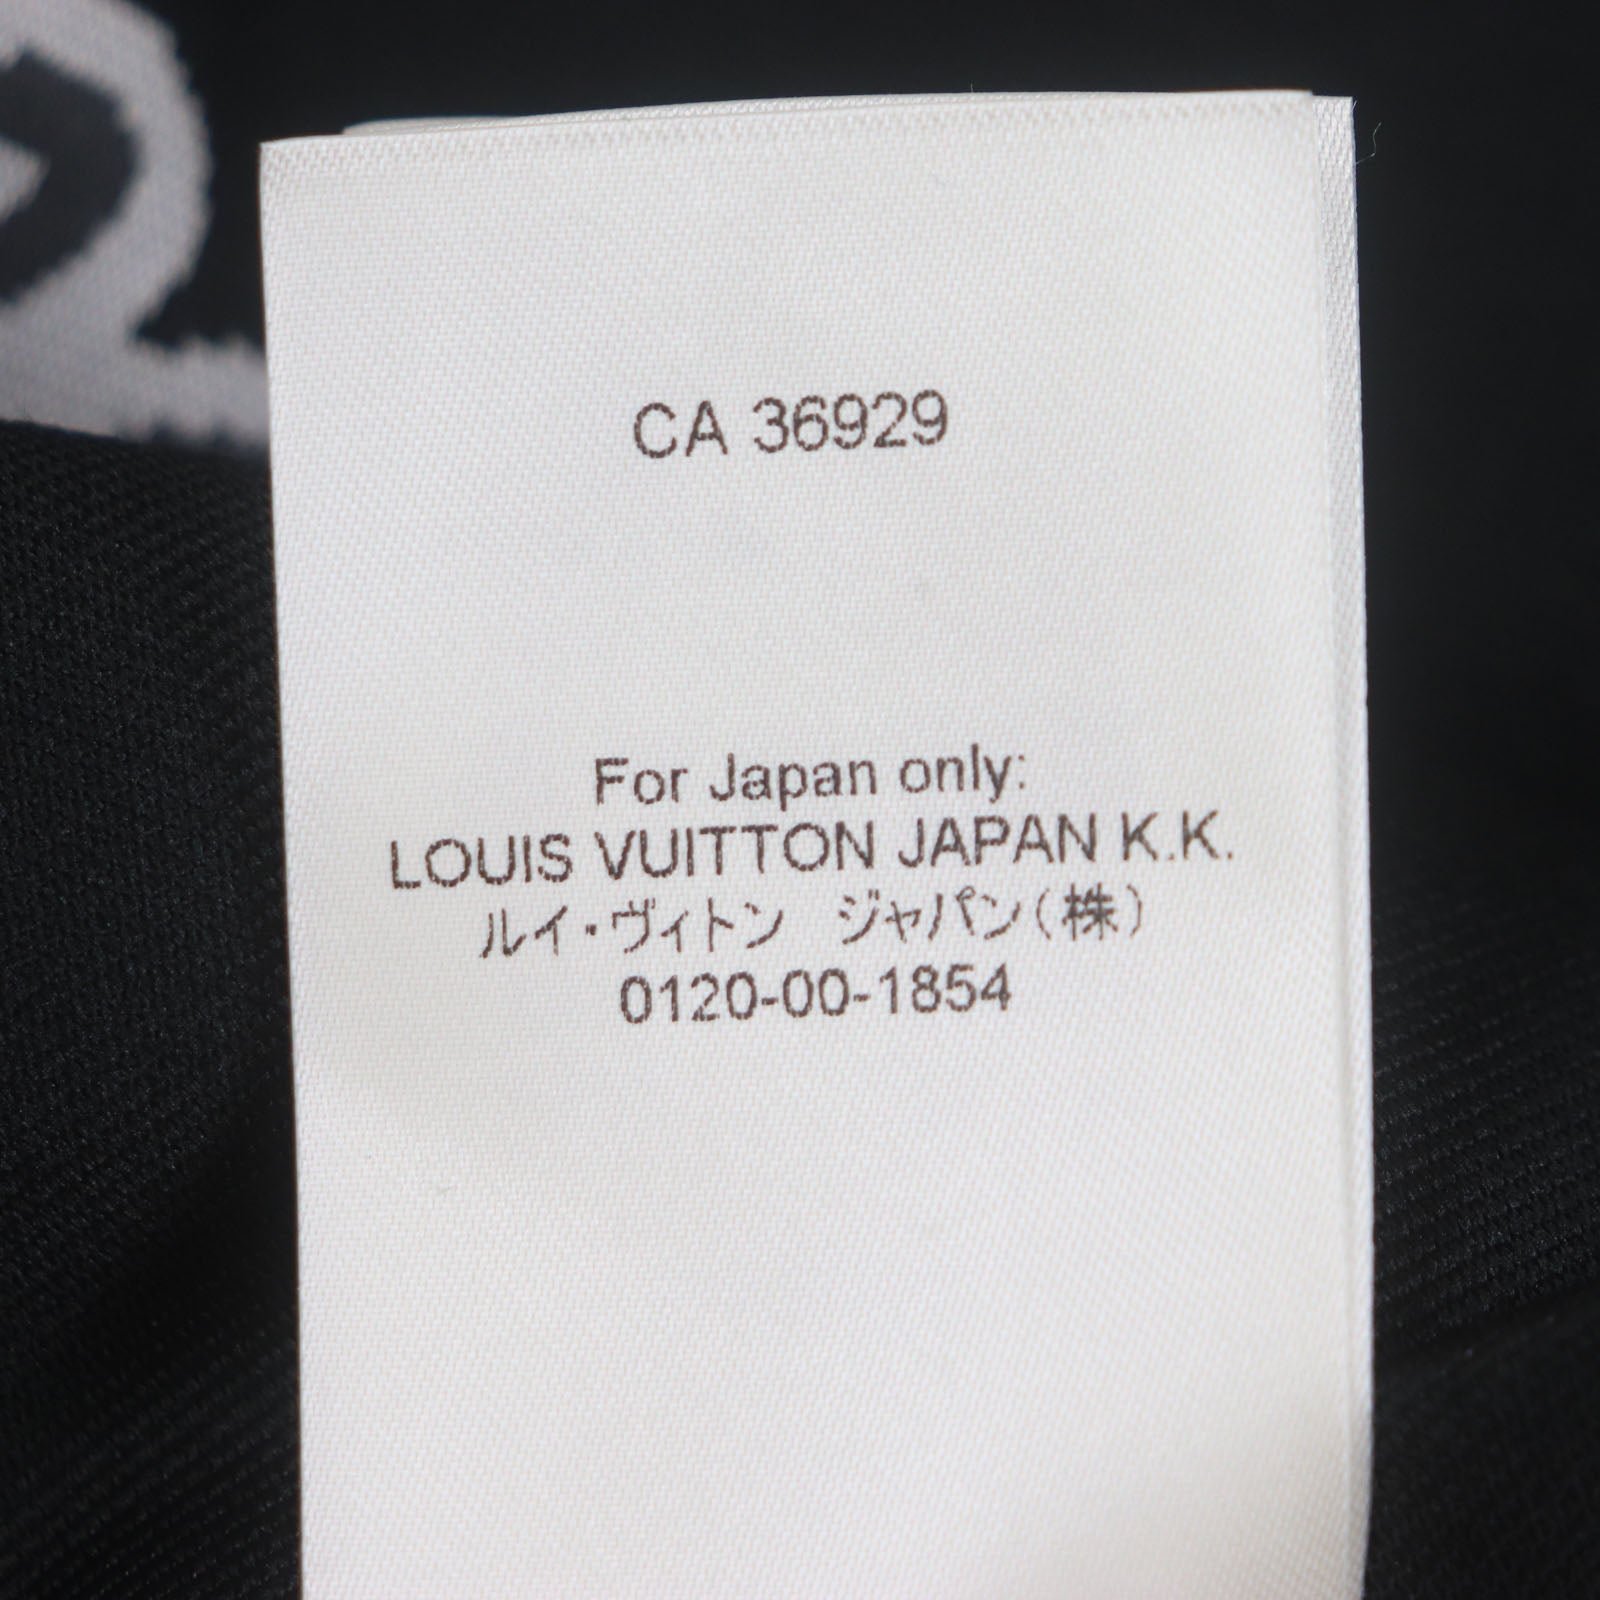 CA 36929
For Japan only:
LOUIS VUITTON JAPAN K.K.
ルイ・ヴィトン　ジャパン(株)
0120-00-1854